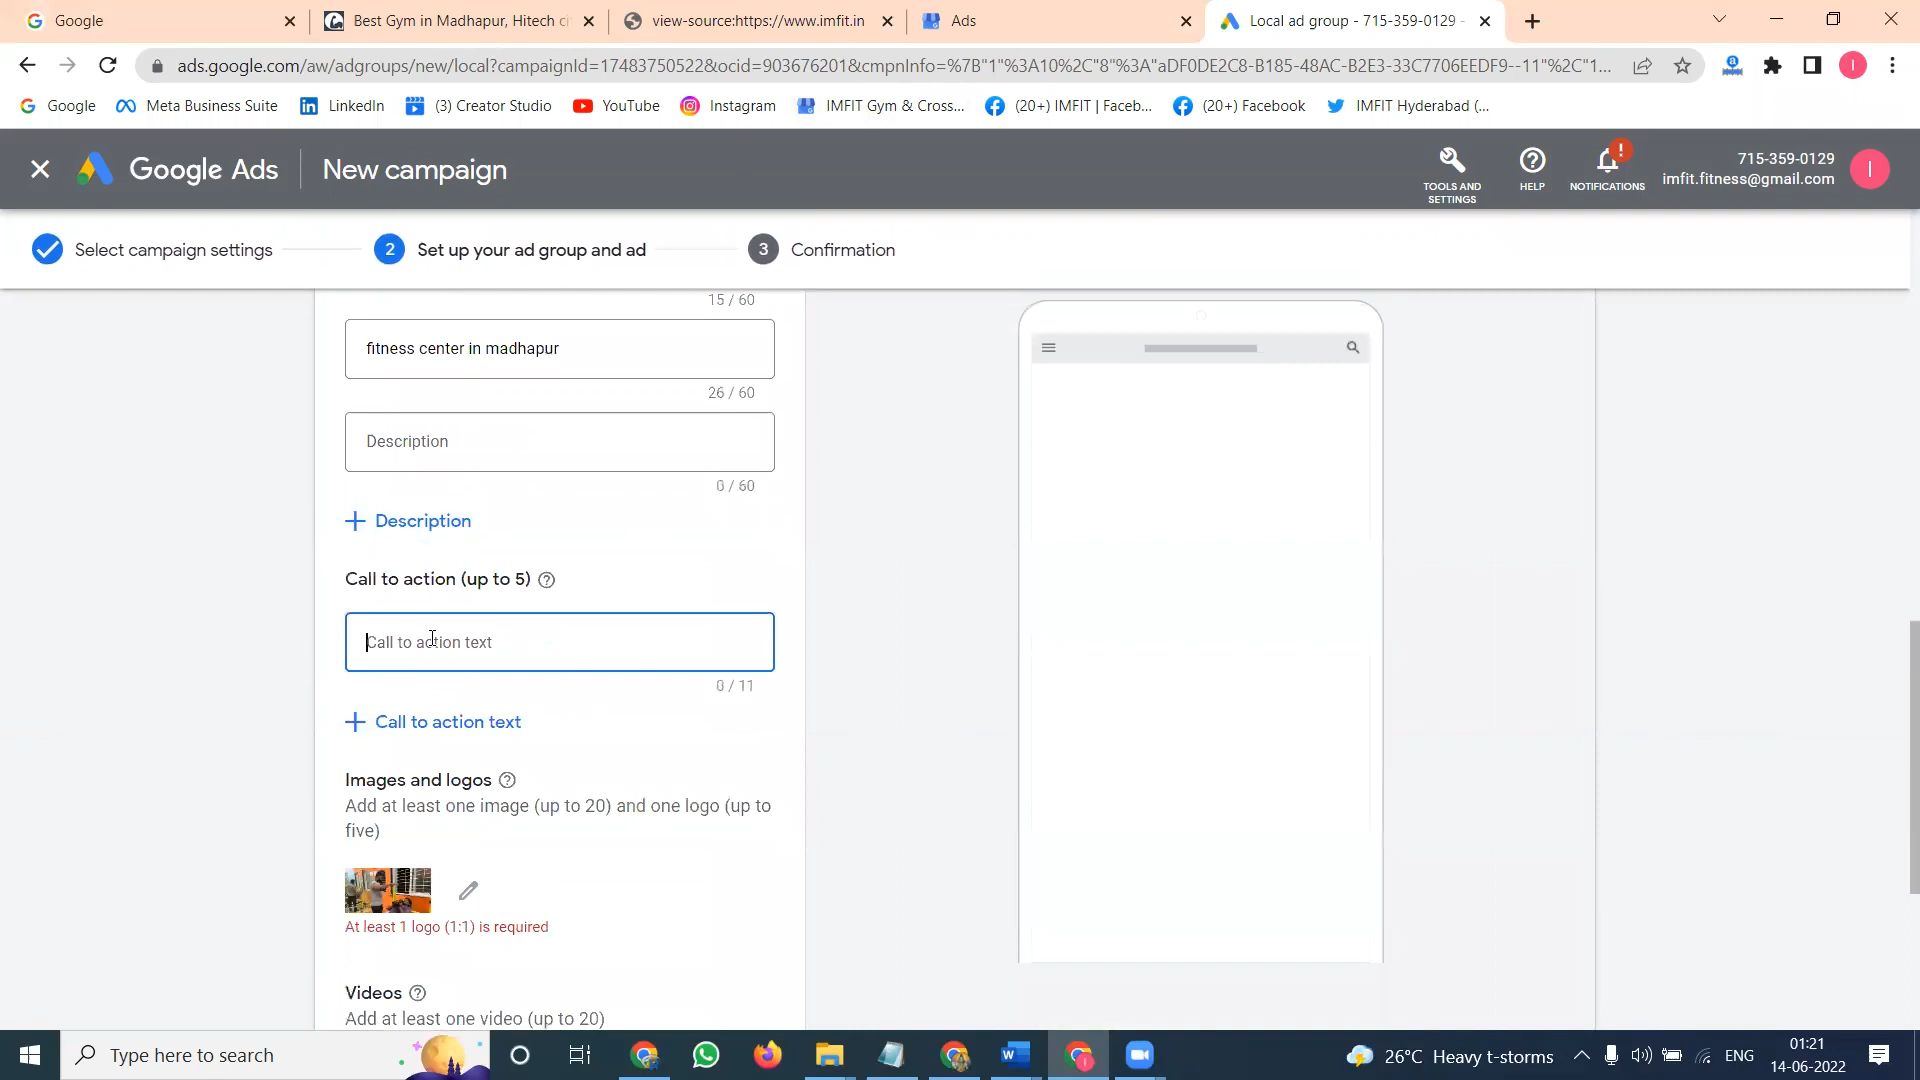 Google
Best Gym in Madhapur, Hitech ci
view-source:https://www.imfit.in
Ads
Local ad group - 715-359-0129 -
ads.google.com/aw/adgroups/new/local?campaignId=17483750522&ocid=903676201&cmpnInfo=%7B"1"%3A10%2C"8"%3A"aDF0DE2C8-B185-48AC-B2E3-33C7706EEDF9--11"%2C"1...
Google
Meta Business Suite
LinkedIn
(3) Creator Studio
YouTube
Instagram
IMFIT Gym & Cross...
(20+) IMFIT | Faceb...
(20+) Facebook
IMFIT Hyderabad (...
Google Ads
New campaign
TOOLS AND
SETTINGS
HELP
NOTIFICATIONS
715-359-0129
imfit.fitness@gmail.com
I
Select campaign settings
2 Set up your ad group and ad
3 Confirmation
15 / 60
fitness center in madhapur
26 / 60
Description
0 / 60
+ Description
Call to action (up to 5)
Call to action text
0 / 11
+ Call to action text
Images and logos
Add at least one image (up to 20) and one logo (up to
five)
At least 1 logo (1:1) is required
Videos
Add at least one video (up to 20)
Type here to search
26°C Heavy t-storms
ENG
01:21
14-06-2022